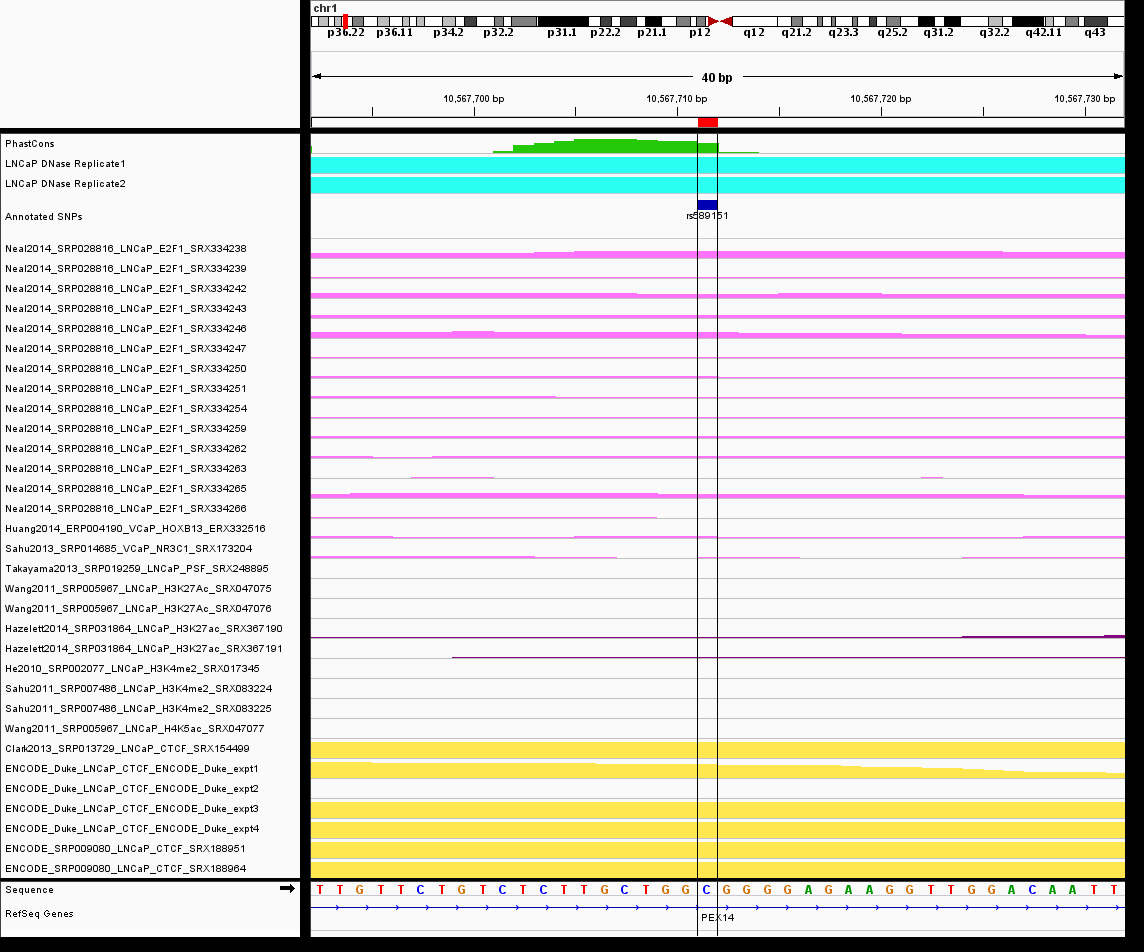 chr1
p36.22 p36.11 p34.2 p32.2 p31.1 p22.2 p21.1 p12 q12 q21.2 q23.3 q25.2 q31.2 q32.2 q42.11 q43
40 bp
10,567,700 bp 10,567,710 bp 10,567,720 bp 10,567,730 bp
PhastCons
LNCaP DNase Replicate1
LNCaP DNase Replicate2
Annotated SNPs
rs589151
Neal2014_SRP028816_LNCaP_E2F1_SRX334238
Neal2014_SRP028816_LNCaP_E2F1_SRX334239
Neal2014_SRP028816_LNCaP_E2F1_SRX334242
Neal2014_SRP028816_LNCaP_E2F1_SRX334243
Neal2014_SRP028816_LNCaP_E2F1_SRX334246
Neal2014_SRP028816_LNCaP_E2F1_SRX334247
Neal2014_SRP028816_LNCaP_E2F1_SRX334250
Neal2014_SRP028816_LNCaP_E2F1_SRX334251
Neal2014_SRP028816_LNCaP_E2F1_SRX334254
Neal2014_SRP028816_LNCaP_E2F1_SRX334259
Neal2014_SRP028816_LNCaP_E2F1_SRX334262
Neal2014_SRP028816_LNCaP_E2F1_SRX334263
Neal2014_SRP028816_LNCaP_E2F1_SRX334265
Neal2014_SRP028816_LNCaP_E2F1_SRX334266
Huang2014_ERP004190_VCaP_HOXB13_ERX332516
Sahu2013_SRP014685_VCaP_NR3C1_SRX173204
Takayama2013_SRP019259_LNCaP_PSF_SRX248895
Wang2011_SRP005967_LNCaP_H3K27Ac_SRX047075
Wang2011_SRP005967_LNCaP_H3K27Ac_SRX047076
Hazelett2014_SRP031864_LNCaP_H3K27ac_SRX367190
Hazelett2014_SRP031864_LNCaP_H3K27ac_SRX367191
He2010_SRP002077_LNCaP_H3K4me2_SRX017345
Sahu2011_SRP007486_LNCaP_H3K4me2_SRX083224
Sahu2011_SRP007486_LNCaP_H3K4me2_SRX083225
Wang2011_SRP005967_LNCaP_H4K5ac_SRX047077
Clark2013_SRP013729_LNCaP_CTCF_SRX154499
ENCODE_Duke_LNCaP_CTCF_ENCODE_Duke_expt1
ENCODE_Duke_LNCaP_CTCF_ENCODE_Duke_expt2
ENCODE_Duke_LNCaP_CTCF_ENCODE_Duke_expt3
ENCODE_Duke_LNCaP_CTCF_ENCODE_Duke_expt4
ENCODE_SRP009080_LNCaP_CTCF_SRX188951
ENCODE_SRP009080_LNCaP_CTCF_SRX188964
Sequence T T G T T C T G T C T C T T G C T G G C G G G G A G A A G G T T G G A C A A T T
RefSeq Genes
PEX14